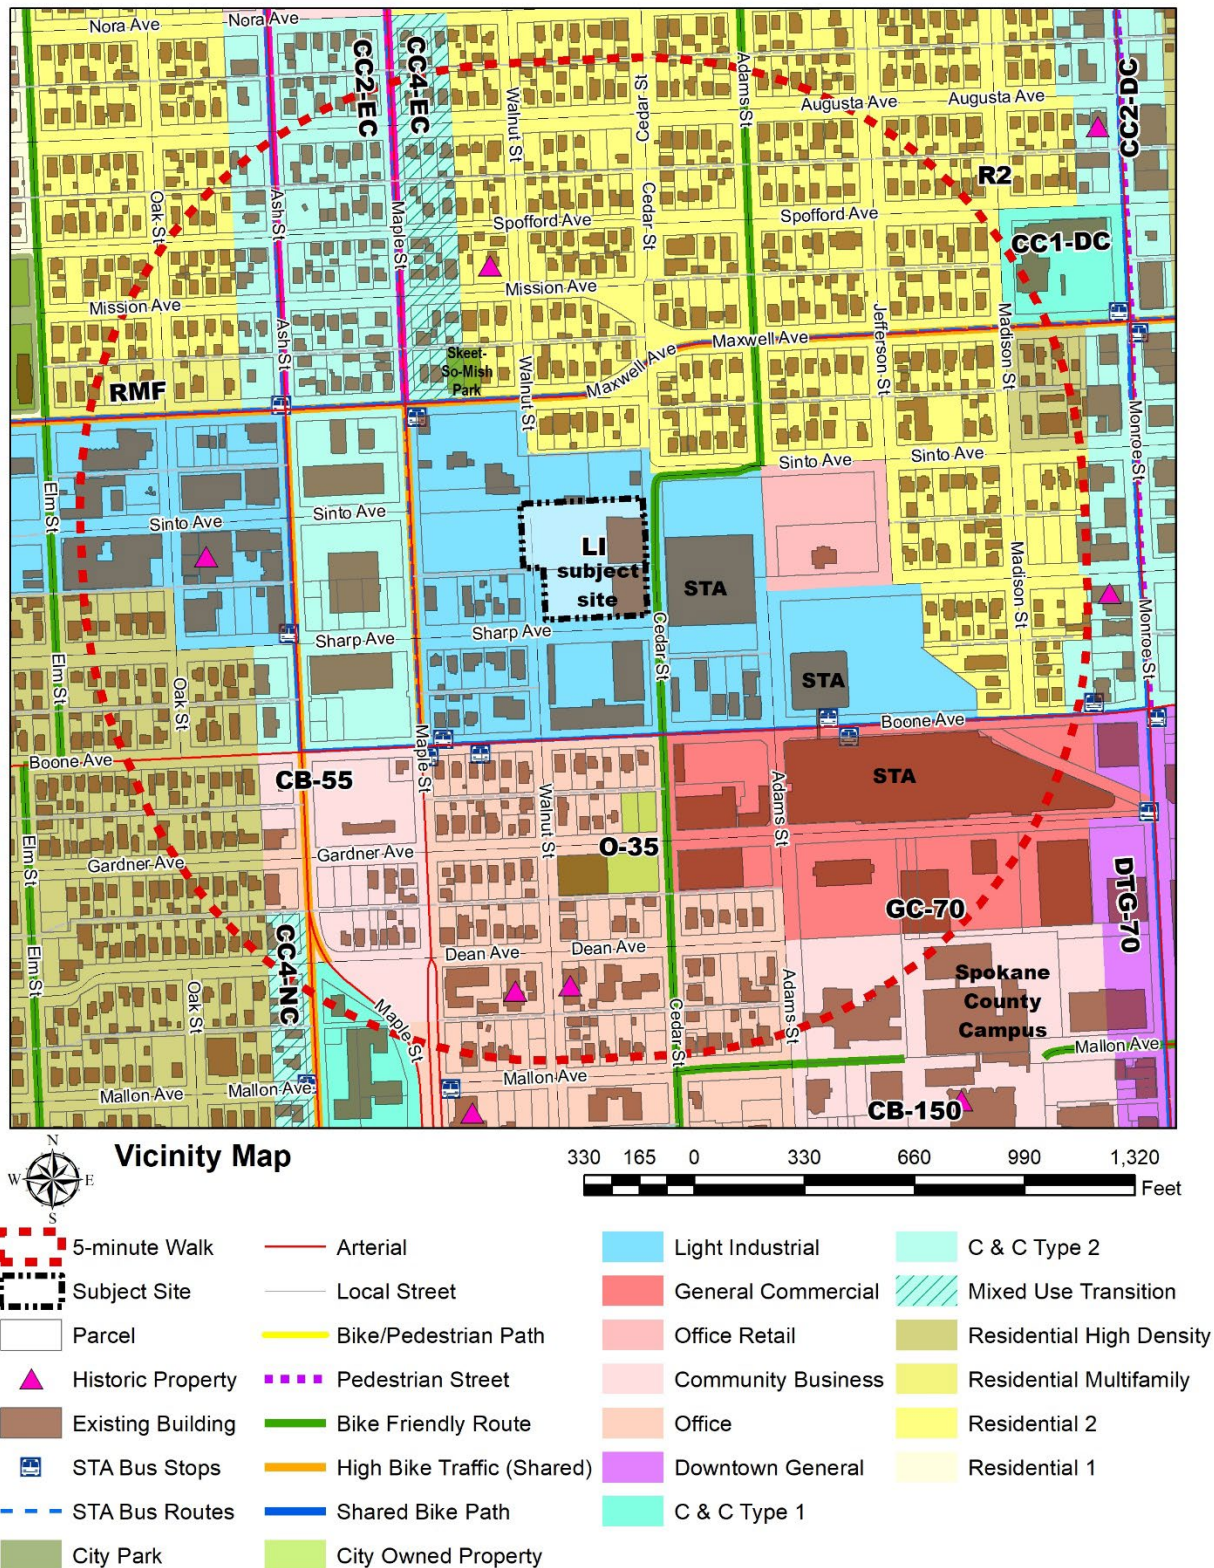 Nora Ave
Nora Ave
CC2-EC
CC4-EC
Walnut St
Cedar St
Adams St
Augusta Ave
Augusta Ave
CC2-DC
R2
Oak St
Ash St
Maple St
Spofford Ave
Cedar St
Spofford Ave
CC1-DC
Mission Ave
Mission Ave
Ash St
Skeet-
So-Mish
Park
Walnut St
Maxwell Ave
Maxwell Ave
Jefferson St
Madison St
RMF
Monroe St
Elm St
Sinto Ave
Sinto Ave
Sinto Ave
Sinto Ave
LI
subject
site
STA
Madison St
Monroe St
Sharp Ave
Sharp Ave
Cedar St
Elm St
Oak St
STA
Boone Ave
Boone Ave
Maple St
CB-55
STA
Walnut St
Adams St
O-35
Elm St
Gardner Ave
Gardner Ave
GC-70
DTG-70
Dean Ave
Dean Ave
CC4-NC
Elm St
Oak St
Maple St
Cedar St
Adams St
Spokane
County
Campus
Mallon Ave
Mallon Ave
Mallon Ave
Mallon Ave
CB-150
N
W
E
S
Vicinity Map
330 165 0 330 660 990 1,320
Feet
5-minute Walk
Subject Site
Parcel
Historic Property
Existing Building
STA Bus Stops
STA Bus Routes
City Park
Arterial
Local Street
Bike/Pedestrian Path
Pedestrian Street
Bike Friendly Route
High Bike Traffic (Shared)
Shared Bike Path
City Owned Property
Light Industrial
General Commercial
Office Retail
Community Business
Office
Downtown General
C & C Type 1
C & C Type 2
Mixed Use Transition
Residential High Density
Residential Multifamily
Residential 2
Residential 1